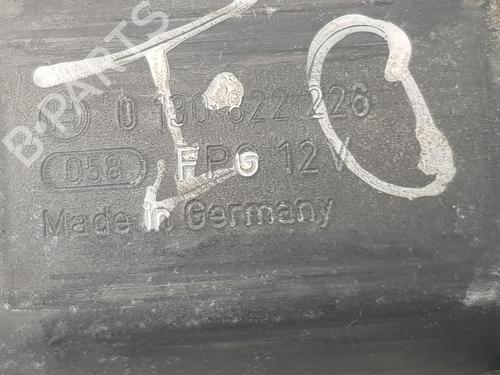 I.O
0 130 822 226
058 FPG 12V
Made in Germany
B-PARTS